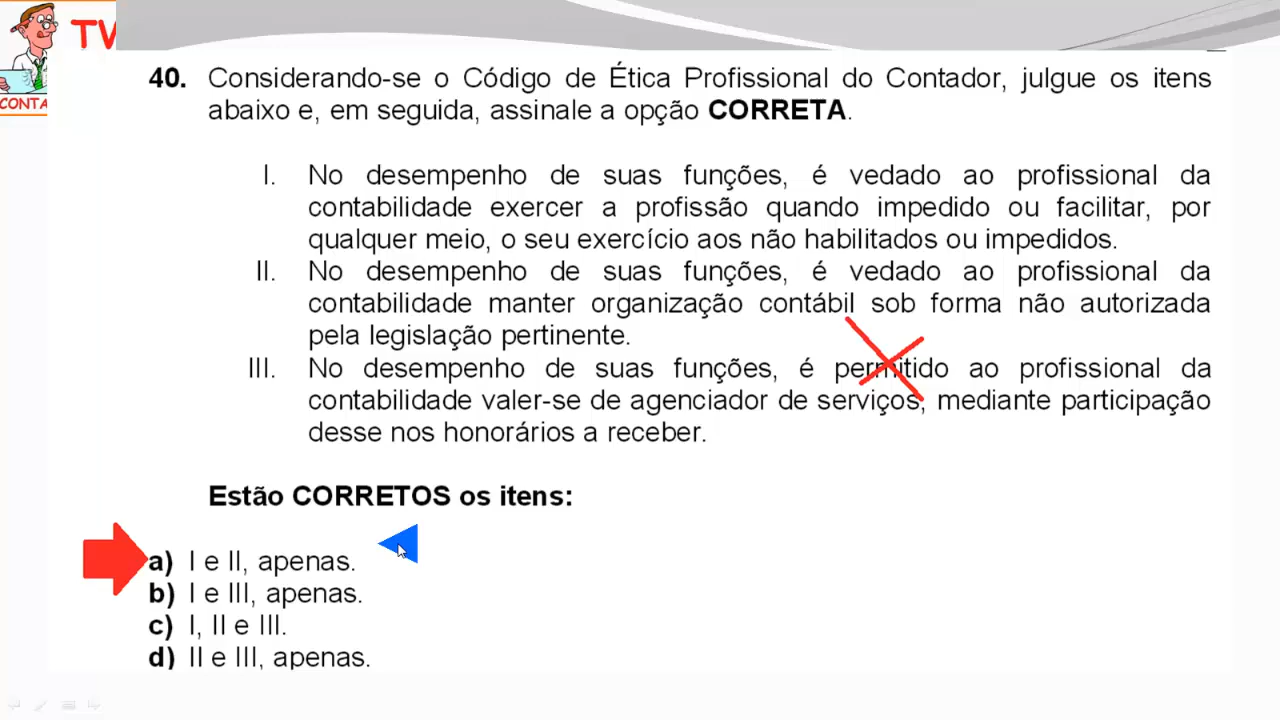 TV
CONTA
40. Considerando-se o Código de Ética Profissional do Contador, julgue os itens
abaixo e, em seguida, assinale a opção CORRETA.
I. No desempenho de suas funções, é vedado ao profissional da
contabilidade exercer a profissão quando impedido ou facilitar, por
qualquer meio, o seu exercício aos não habilitados ou impedidos.
II. No desempenho de suas funções, é vedado ao profissional da
contabilidade manter organização contábil sob forma não autorizada
pela legislação pertinente.
III. No desempenho de suas funções, é permitido ao profissional da
contabilidade valer-se de agenciador de serviços, mediante participação
desse nos honorários a receber.
Estão CORRETOS os itens:
a) I e II, apenas.
b) I e III, apenas.
c) I, II e III.
d) II e III, apenas.